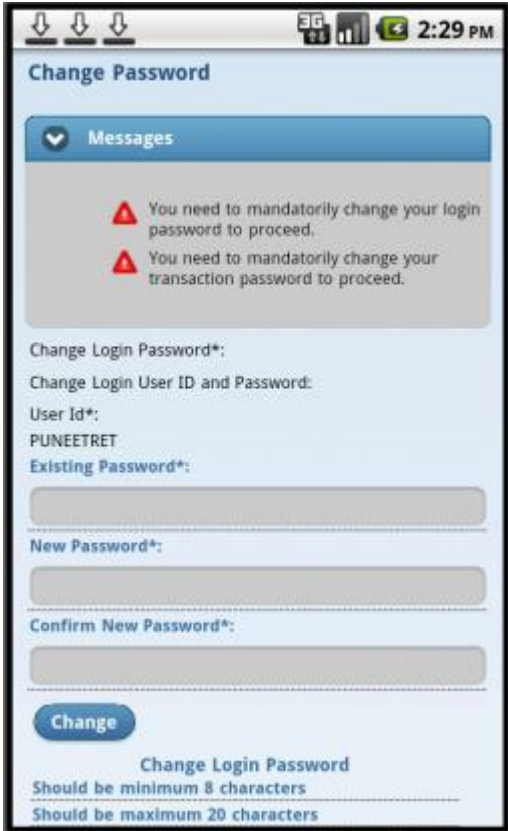 3G 2:29 PM
Change Password
Messages
You need to mandatorily change your login
password to proceed.
You need to mandatorily change your
transaction password to proceed.
Change Login Password*:
Change Login User ID and Password:
User Id*:
PUNEETRET
Existing Password*:
New Password*:
Confirm New Password*:
Change
Change Login Password
Should be minimum 8 characters
Should be maximum 20 characters